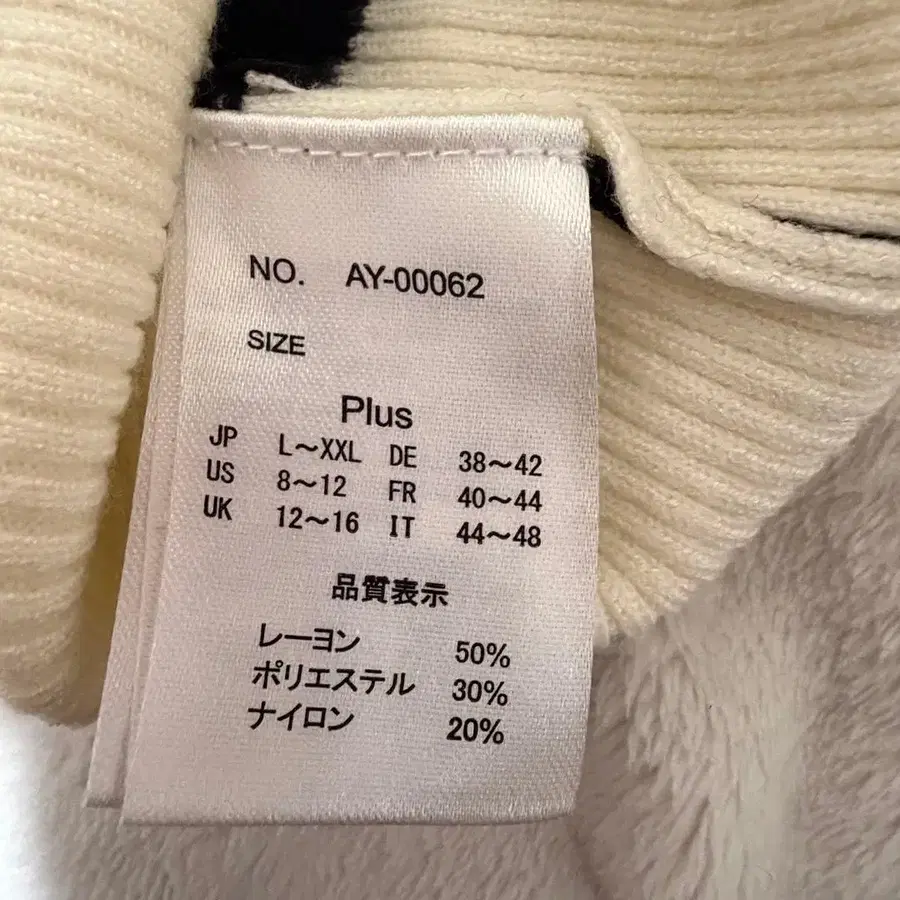 NO. AY-00062
SIZE
Plus
JP L～XXL DE 38～42
US 8～12 FR 40～44
UK 12～16 IT 44～48
品質表示
レーヨン 50%
ポリエステル 30%
ナイロン 20%